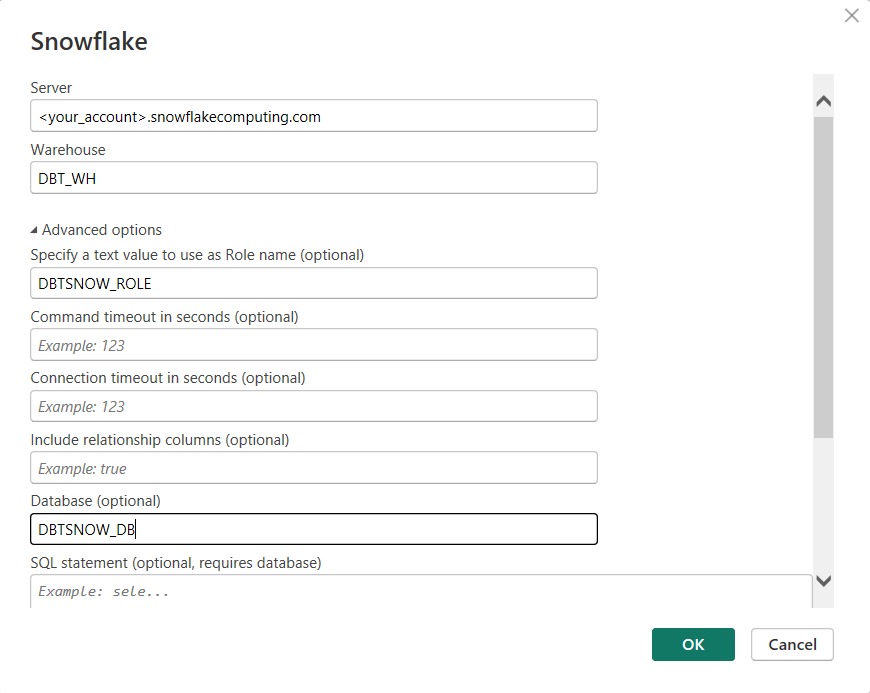 Snowflake
Server
<your_account>.snowflakecomputing.com
Warehouse
DBT_WH
Advanced options
Specify a text value to use as Role name (optional)
DBTSNOW_ROLE
Command timeout in seconds (optional)
Example: 123
Connection timeout in seconds (optional)
Example: 123
Include relationship columns (optional)
Example: true
Database (optional)
DBTSNOW_DB
SQL statement (optional, requires database)
Example: sele...
OK Cancel